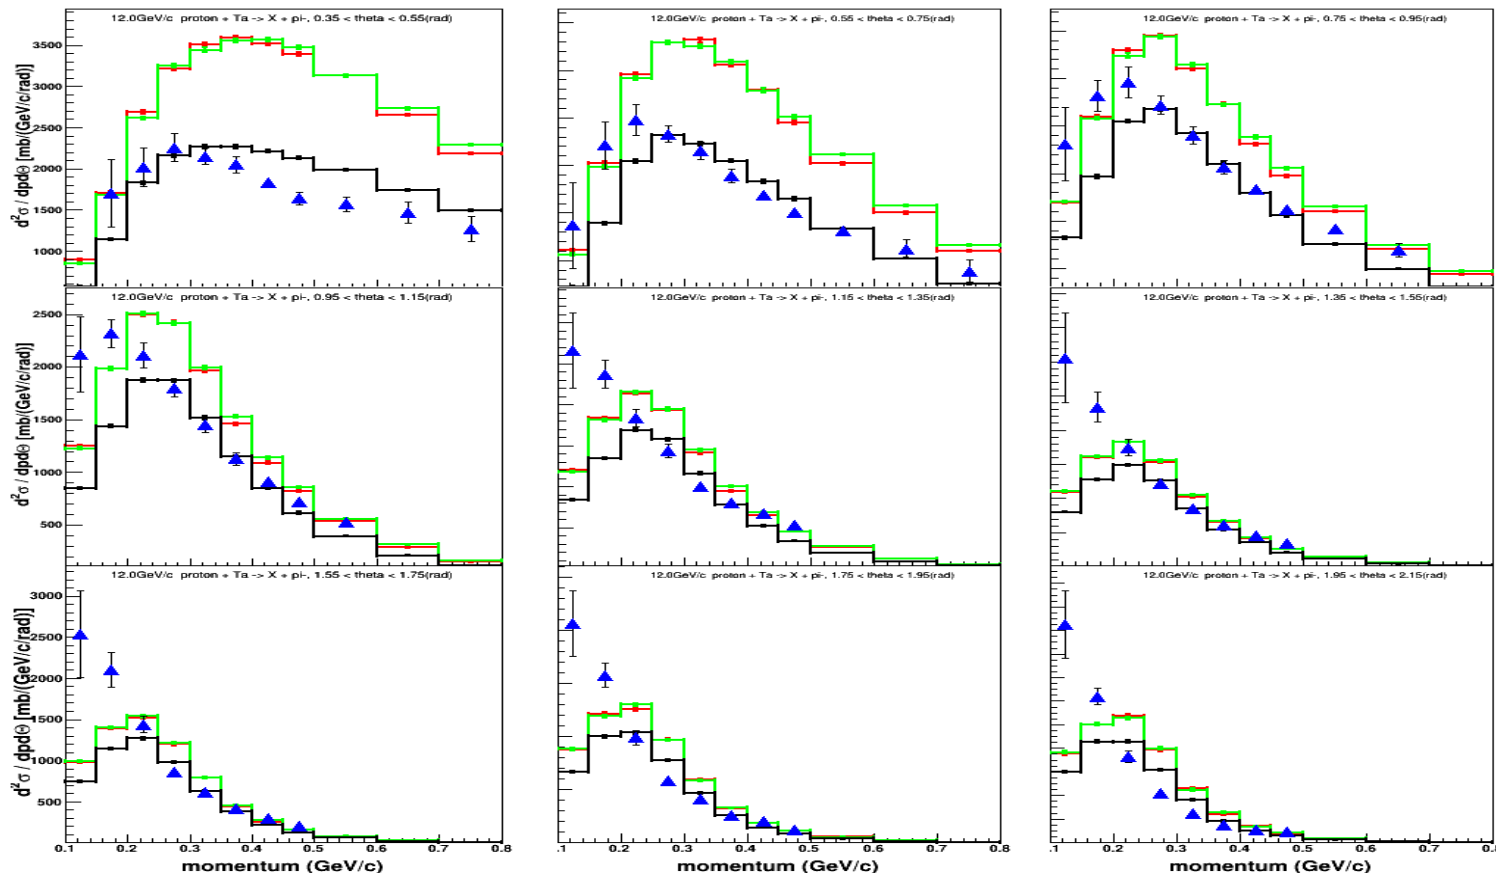 12.0GeV/c proton + Ta -> X + pi-, 0.35 < theta < 0.55(rad)
12.0GeV/c proton + Ta -> X + pi-, 0.55 < theta < 0.75(rad)
12.0GeV/c proton + Ta -> X + pi-, 0.75 < theta < 0.95(rad)
d²σ / dpdΘ [mb/(GeV/c/rad)]
3500
3000
2500
2000
1500
1000
12.0GeV/c proton + Ta -> X + pi-, 0.95 < theta < 1.15(rad)
12.0GeV/c proton + Ta -> X + pi-, 1.15 < theta < 1.35(rad)
12.0GeV/c proton + Ta -> X + pi-, 1.35 < theta < 1.55(rad)
d²σ / dpdΘ [mb/(GeV/c/rad)]
2500
2000
1500
1000
500
12.0GeV/c proton + Ta -> X + pi-, 1.55 < theta < 1.75(rad)
12.0GeV/c proton + Ta -> X + pi-, 1.75 < theta < 1.95(rad)
12.0GeV/c proton + Ta -> X + pi-, 1.95 < theta < 2.15(rad)
d²σ / dpdΘ [mb/(GeV/c/rad)]
3000
2500
2000
1500
1000
500
0.1 0.2 0.3 0.4 0.5 0.6 0.7 0.8
.1 0.2 0.3 0.4 0.5 0.6 0.7 0.8
0.1 0.2 0.3 0.4 0.5 0.6 0.7 0.8
momentum (GeV/c)
momentum (GeV/c)
momentum (GeV/c)